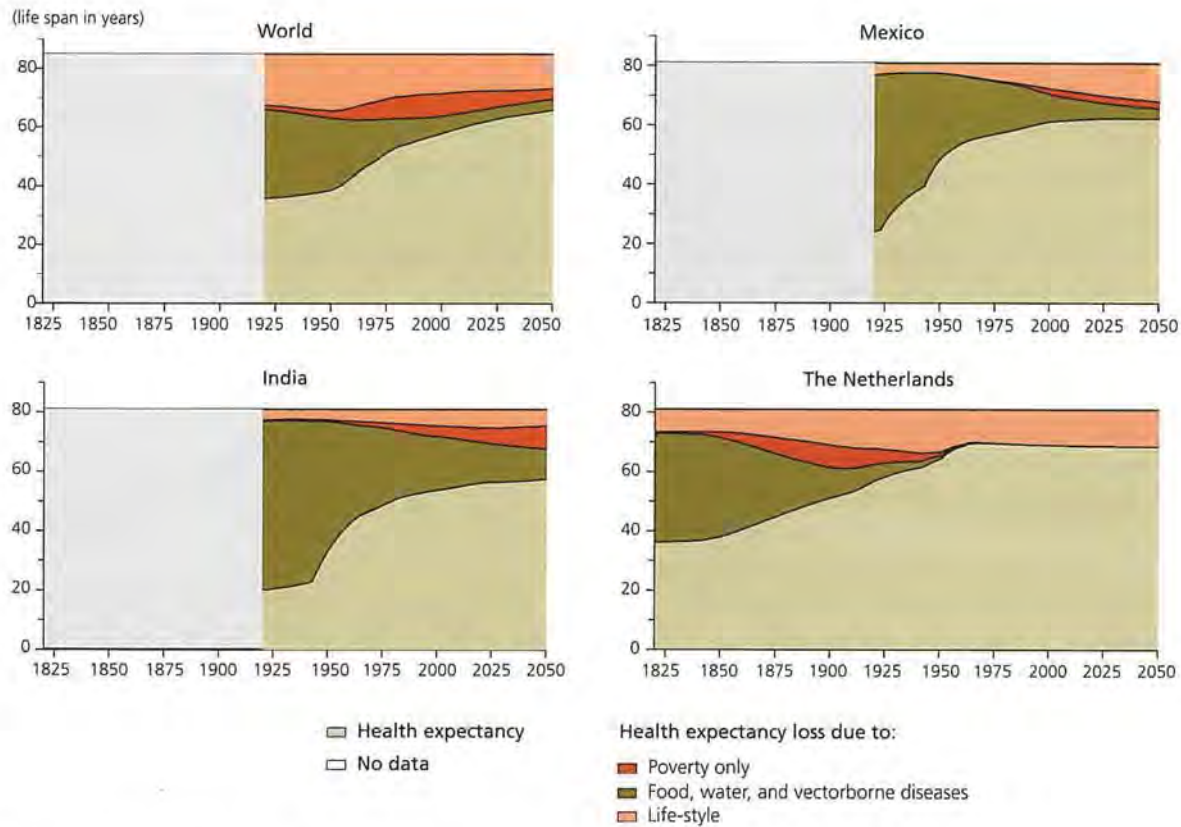 (life span in years)
World
80
60
40
20
0
1825 1850 1875 1900 1925 1950 1975 2000 2025 2050
Mexico
80
60
40
20
0
1825 1850 1875 1900 1925 1950 1975 2000 2025 2050
India
80
60
40
20
0
1825 1850 1875 1900 1925 1950 1975 2000 2025 2050
The Netherlands
80
60
40
20
0
1825 1850 1875 1900 1925 1950 1975 2000 2025 2050
Health expectancy
No data
Health expectancy loss due to:
Poverty only
Food, water, and vectorborne diseases
Life-style